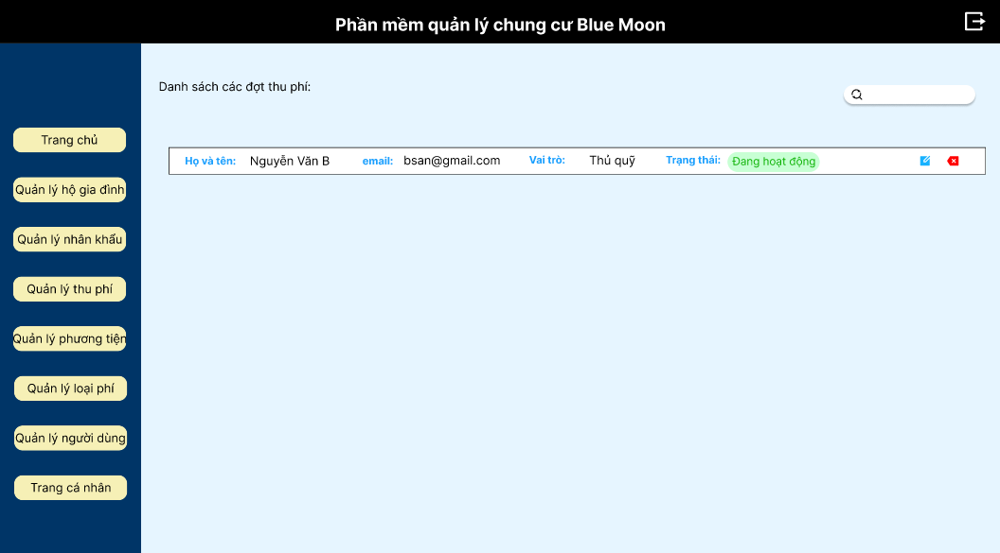 Phần mềm quản lý chung cư Blue Moon
Danh sách các đợt thu phí:
Trang chủ
Quản lý hộ gia đình
Quản lý nhân khẩu
Quản lý thu phí
Quản lý phương tiện
Quản lý loại phí
Quản lý người dùng
Trang cá nhân
Họ và tên: Nguyễn Văn B email: bsan@gmail.com Vai trò: Thủ quỹ Trạng thái: Đang hoạt động